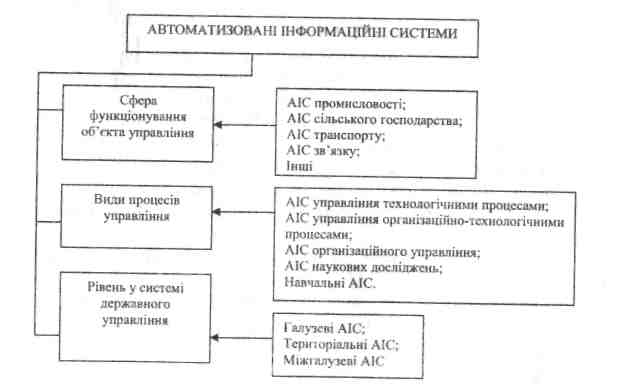 АВТОМАТИЗОВАНІ ІНФОРМАЦІЙНІ СИСТЕМИ
Сфера
функціонування
об’єкта управління
АІС промисловості;
АІС сільського господарства;
АІС транспорту;
АІС зв’язку;
Інші
Види процесів
управління
АІС управління технологічними процесами;
АІС управління організаційно-технологічними
процесами;
АІС організаційного управління;
АІС наукових досліджень;
Навчальні АІС.
Рівень у системі
державного
управління
Галузеві АІС;
Територіальні АІС;
Міжгалузеві АІС